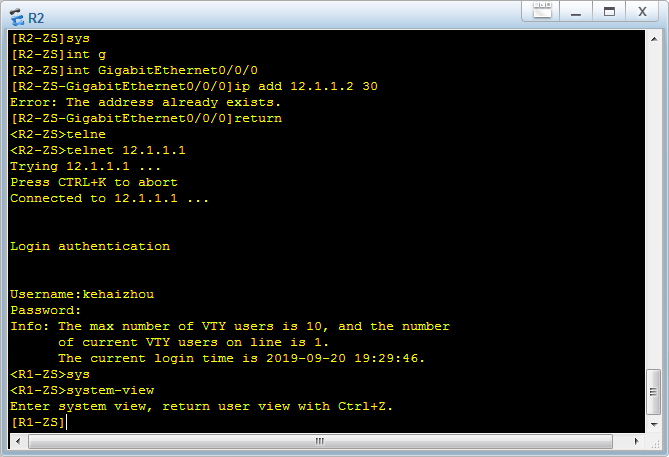 R2
[R2-ZS]sys
[R2-ZS]int g
[R2-ZS]int GigabitEthernet0/0/0
[R2-ZS-GigabitEthernet0/0/0]ip add 12.1.1.2 30
Error: The address already exists.
[R2-ZS-GigabitEthernet0/0/0]return
<R2-ZS>telne
<R2-ZS>telnet 12.1.1.1
Trying 12.1.1.1 ...
Press CTRL+K to abort
Connected to 12.1.1.1 ...
Login authentication
Username:kehaizhou
Password:
Info: The max number of VTY users is 10, and the number
of current VTY users on line is 1.
The current login time is 2019-09-20 19:29:46.
<R1-ZS>sys
<R1-ZS>system-view
Enter system view, return user view with Ctrl+Z.
[R1-ZS]